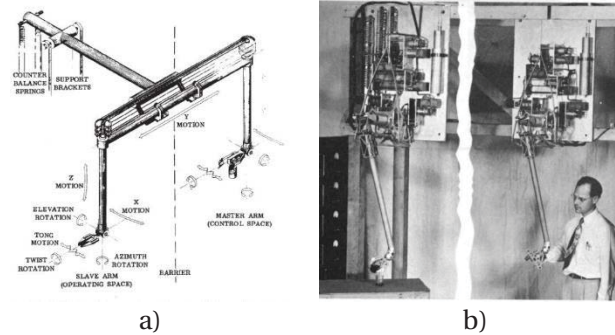 COUNTER
BALANCE
SPRINGS
SUPPORT
BRACKETS
Y
MOTION
Z
MOTION
X
MOTION
ELEVATION
ROTATION
TONG
MOTION
TWIST
ROTATION
AZIMUTH
ROTATION
SLAVE ARM
(OPERATING SPACE)
BARRIER
MASTER ARM
(CONTROL SPACE)
a)
b)